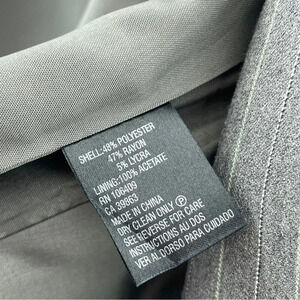 SHELL:48% POLYESTER
47% RAYON
5% LYCRA
LINING:100% ACETATE
RN 106409
CA 39863
MADE IN CHINA
DRY CLEAN ONLY Ⓟ
SEE REVERSE FOR CARE
INSTRUCTIONS AU DOS
VER AL DORSO PARA CUIDADO